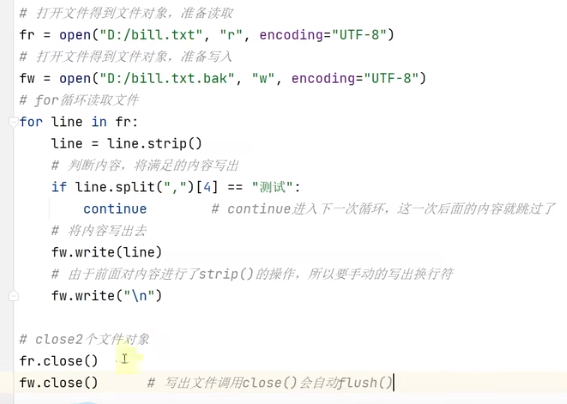 # 打开文件得到文件对象，准备读取
fr = open("D:/bill.txt", "r", encoding="UTF-8")
# 打开文件得到文件对象，准备写入
fw = open("D:/bill.txt.bak", "w", encoding="UTF-8")
# for循环读取文件
for line in fr:
    line = line.strip()
    # 判断内容，将满足的内容写出
    if line.split(",")[4] == "测试":
        continue        # continue进入下一次循环，这一次后面的内容就跳过了
    # 将内容写出去
    fw.write(line)
    # 由于前面对内容进行了strip()的操作，所以要手动的写出换行符
    fw.write("\n")

# close2个文件对象
fr.close()
fw.close()      # 写出文件调用close()会自动flush()